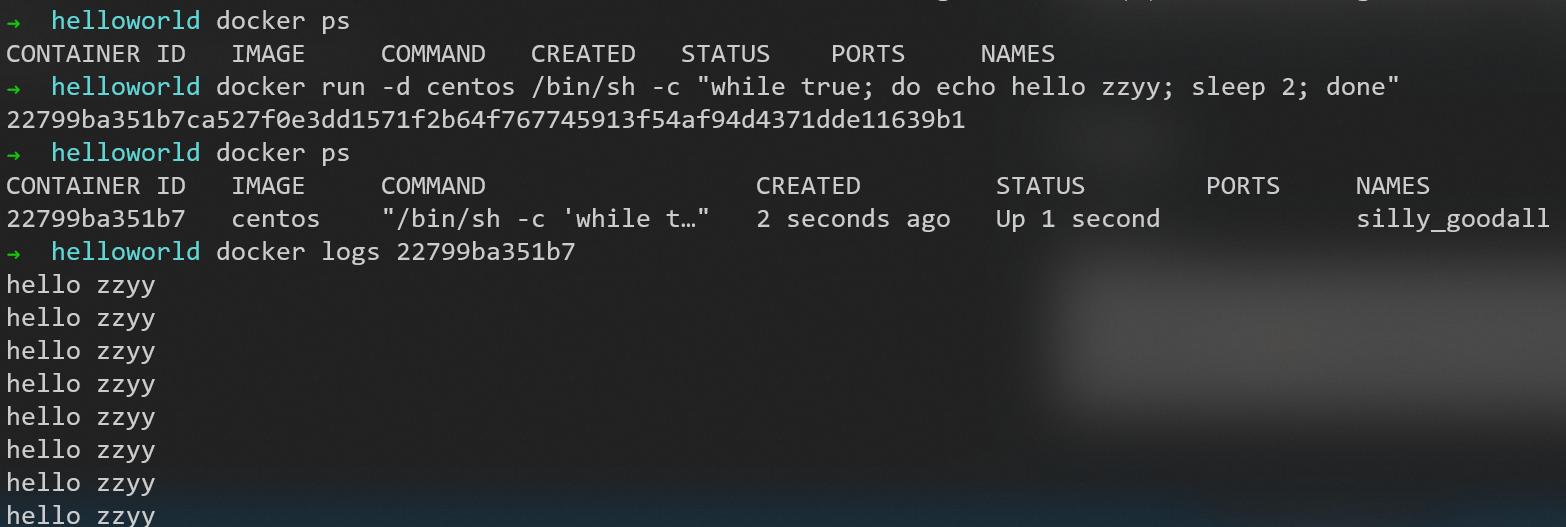 → helloworld docker ps
CONTAINER ID   IMAGE     COMMAND   CREATED   STATUS    PORTS     NAMES
→ helloworld docker run -d centos /bin/sh -c "while true; do echo hello zzyy; sleep 2; done"
22799ba351b7ca527f0e3dd1571f2b64f767745913f54af94d4371dde11639b1
→ helloworld docker ps
CONTAINER ID   IMAGE     COMMAND                  CREATED         STATUS        PORTS     NAMES
22799ba351b7   centos    "/bin/sh -c 'while t…"   2 seconds ago   Up 1 second             silly_goodall
→ helloworld docker logs 22799ba351b7
hello zzyy
hello zzyy
hello zzyy
hello zzyy
hello zzyy
hello zzyy
hello zzyy
hello zzyy